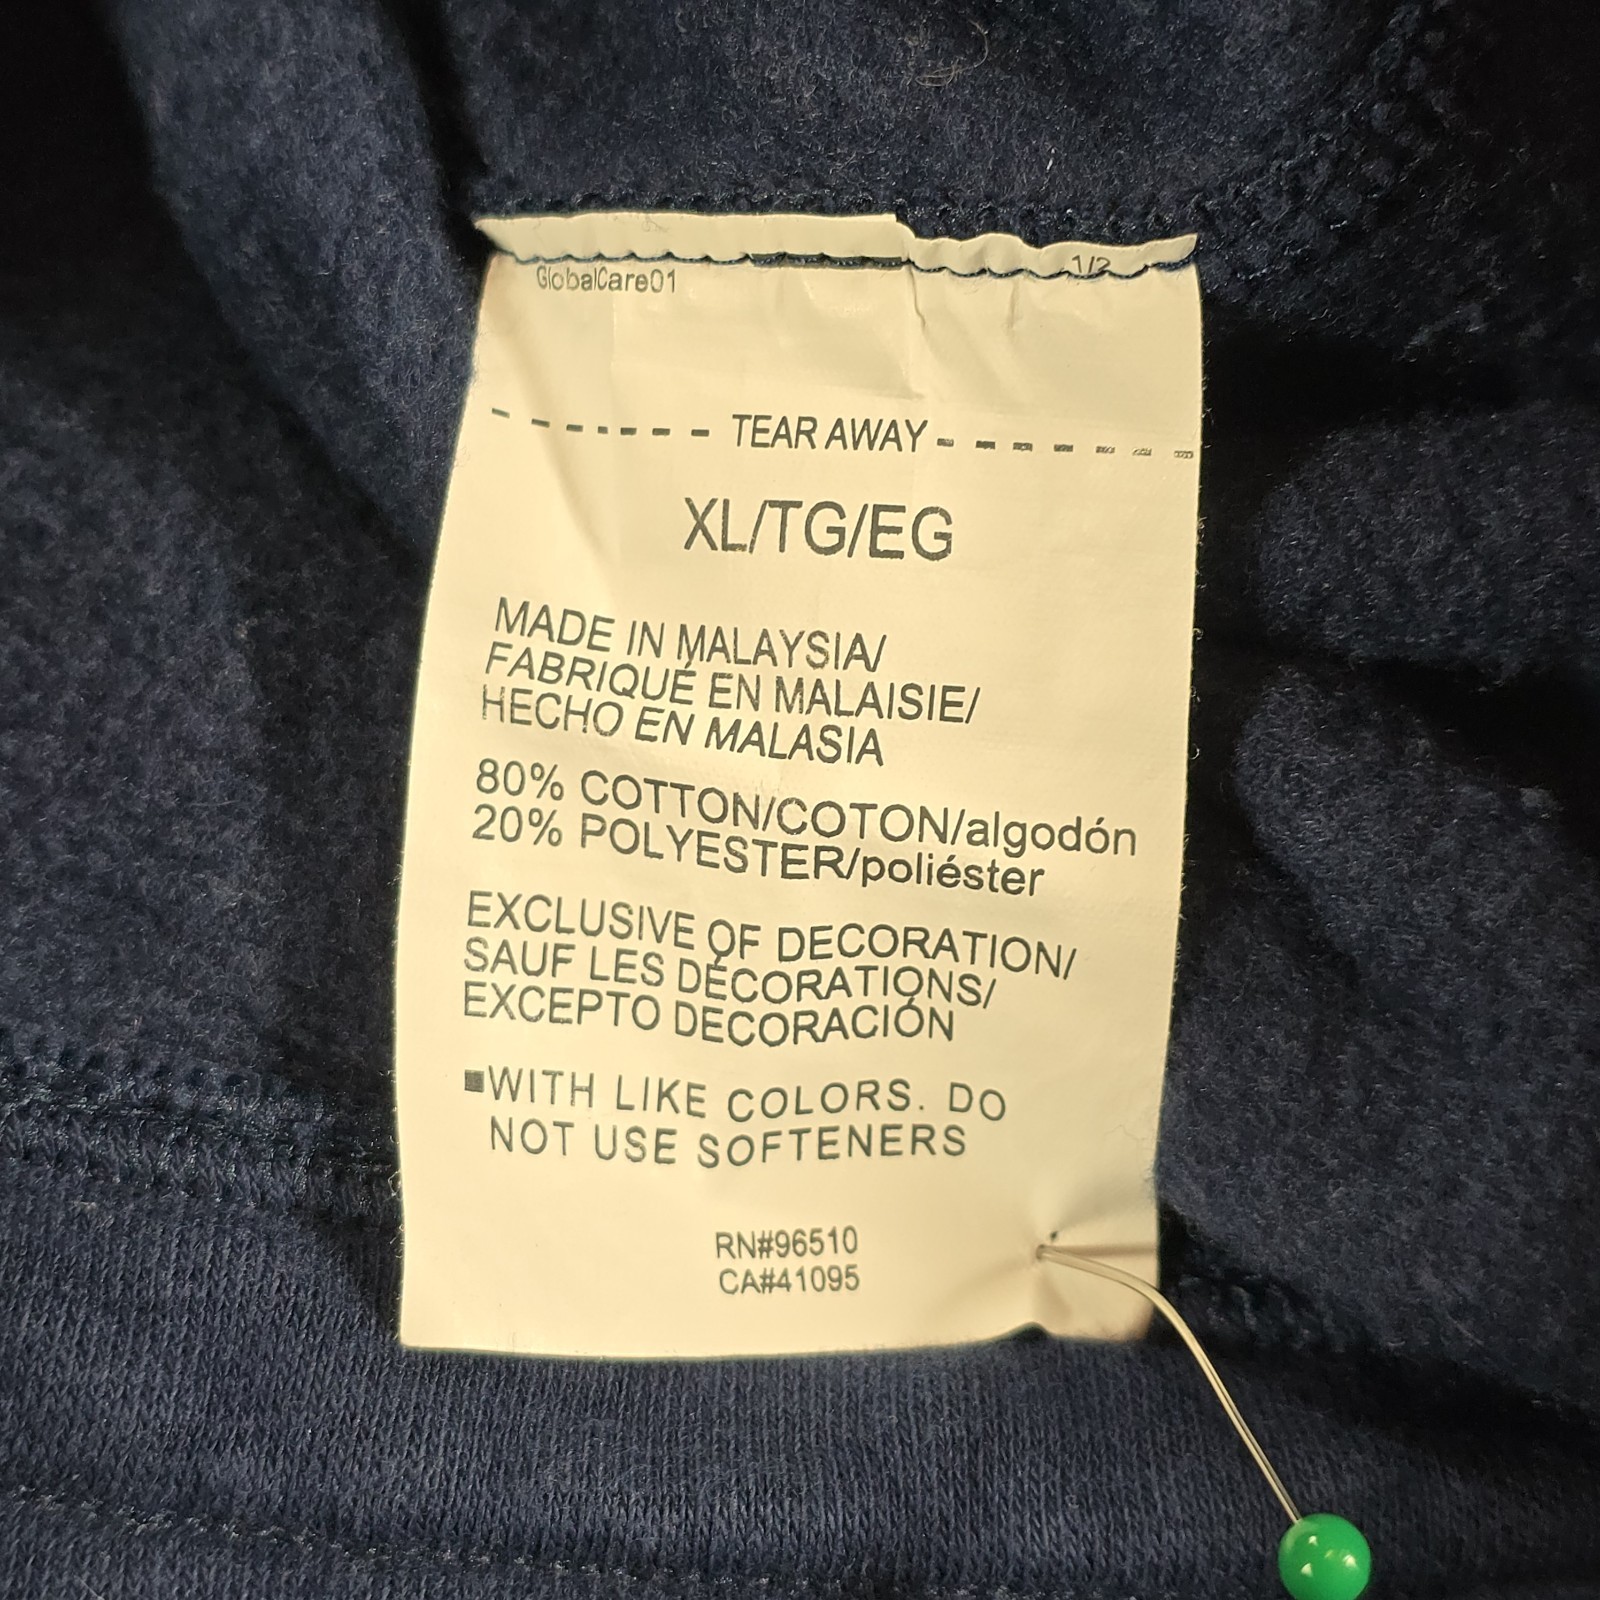 GlobalCare01
1/2
TEAR AWAY
XL/TG/EG
MADE IN MALAYSIA/
FABRIQUÉ EN MALAISIE/
HECHO EN MALASIA
80% COTTON/COTON/algodón
20% POLYESTER/poliéster
EXCLUSIVE OF DECORATION/
SAUF LES DÉCORATIONS/
EXCEPTO DECORACIÓN
■WITH LIKE COLORS. DO
NOT USE SOFTENERS
RN#96510
CA#41095